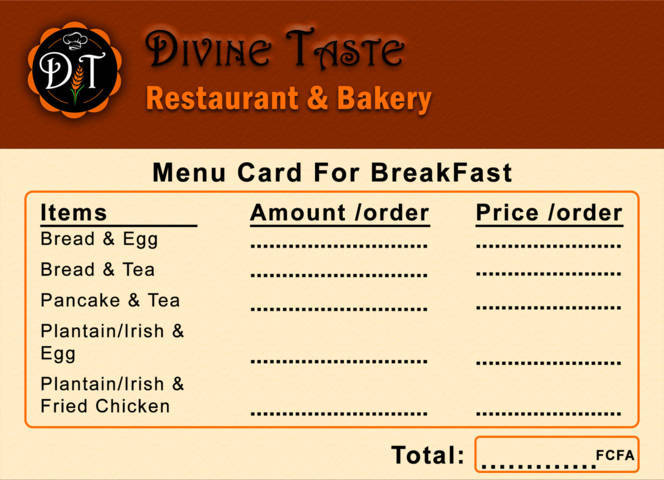 DT
Divine Taste
Restaurant & Bakery
Menu Card For BreakFast
Items Amount /order Price /order
Bread & Egg .............................. ........................
Bread & Tea .............................. ........................
Pancake & Tea .............................. ........................
Plantain/Irish &
Egg .............................. ........................
Plantain/Irish &
Fried Chicken .............................. ........................
Total: .............FCFA